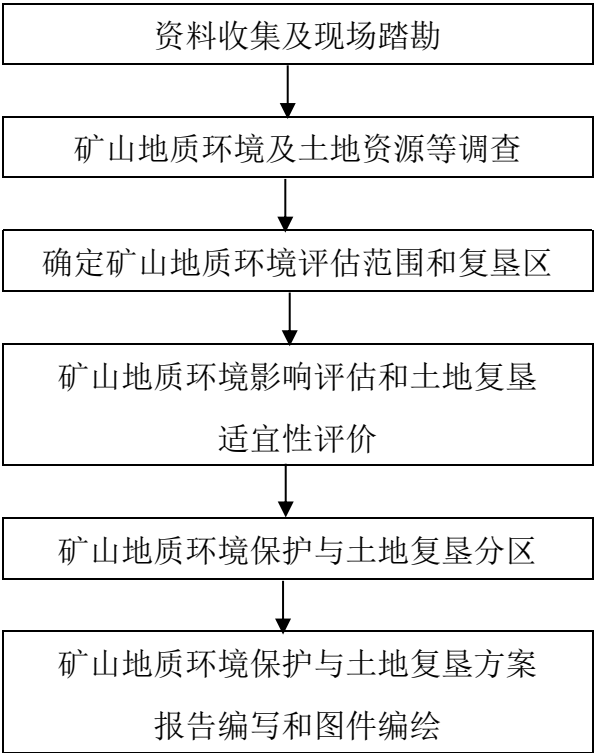 资料收集及现场踏勘
矿山地质环境及土地资源等调查
确定矿山地质环境评估范围和复垦区
矿山地质环境影响评估和土地复垦
适宜性评价
矿山地质环境保护与土地复垦分区
矿山地质环境保护与土地复垦方案
报告编写和图件编绘